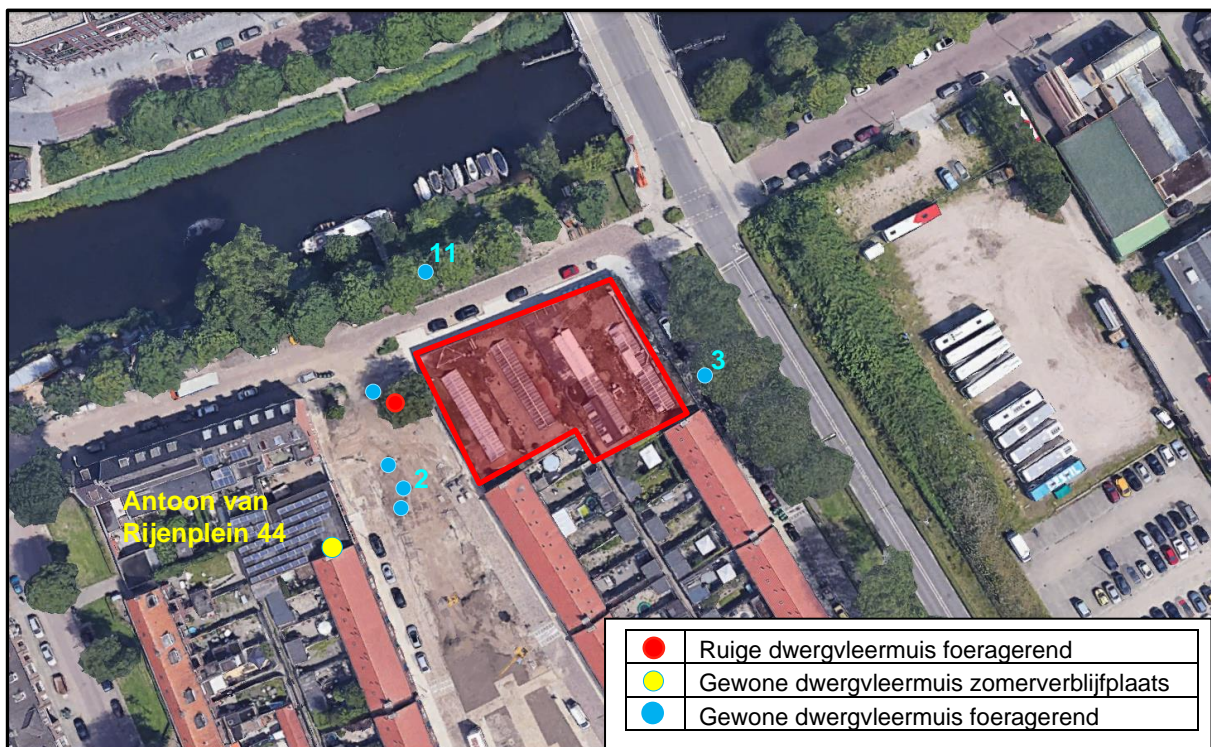 11
3
2
Antoon van
Rijenplein 44
Ruige dwergvleermuis foeragerend
Gewone dwergvleermuis zomerverblijfplaats
Gewone dwergvleermuis foeragerend